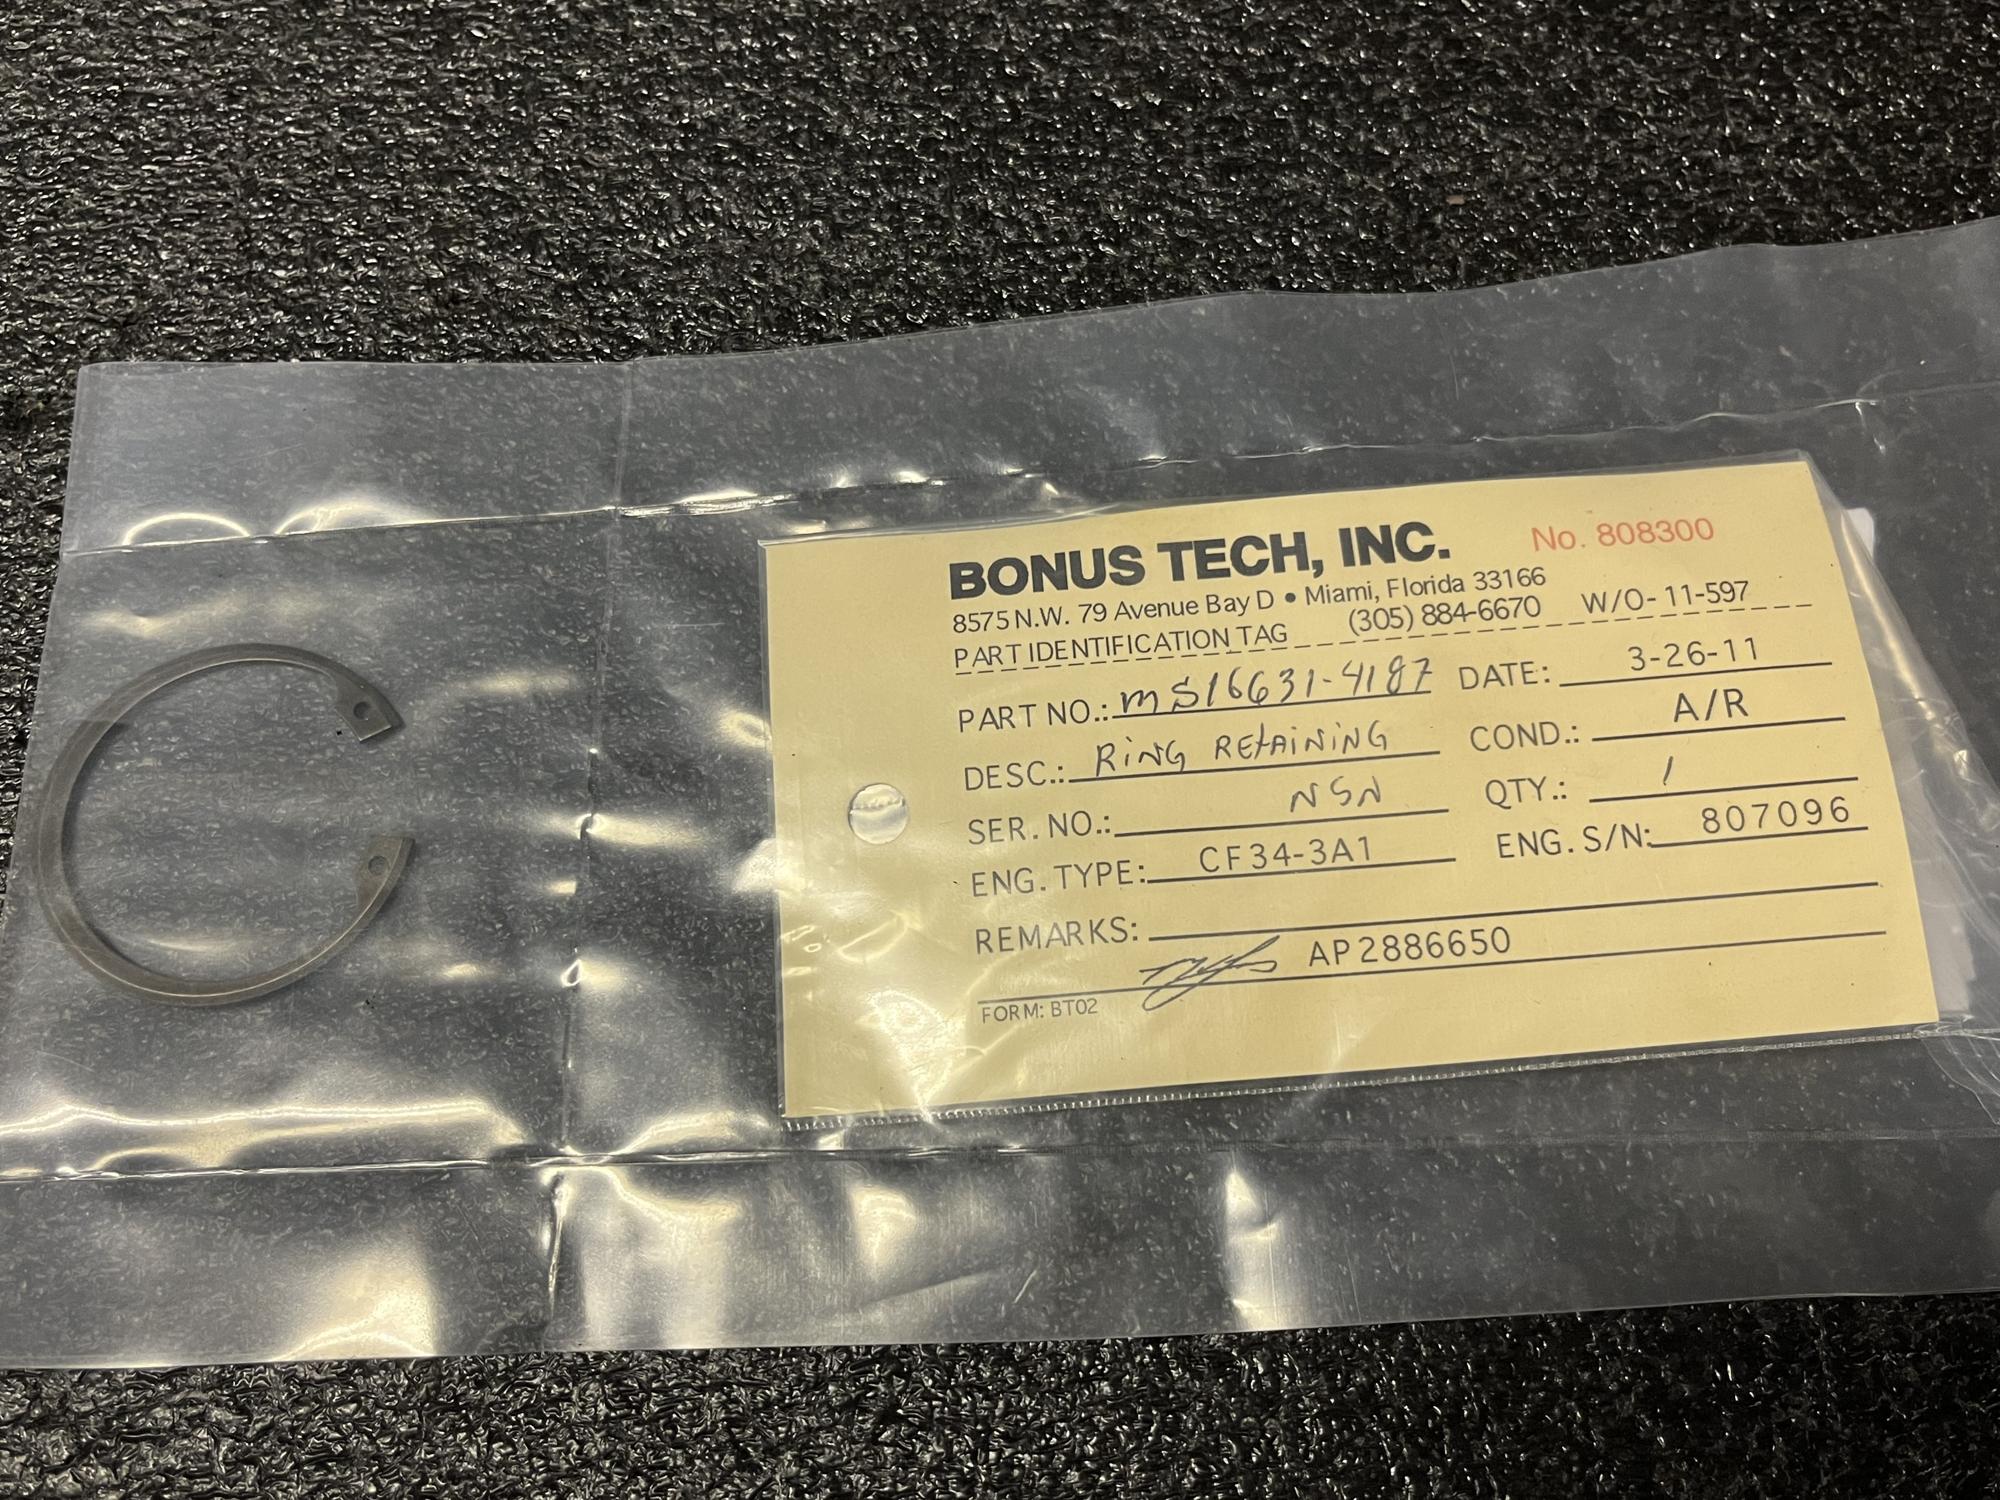 BONUS TECH, INC. No. 808300
8575 N.W. 79 Avenue Bay D • Miami, Florida 33166
PART IDENTIFICATION TAG (305) 884-6670 W/O-11-597
PART NO.: MS16631-4187 DATE: 3-26-11
DESC.: RiNG REtAiNiNG COND.: A/R
SER. NO.: NSN QTY.: 1
ENG. TYPE: CF34-3A1 ENG. S/N: 807096
REMARKS:
AP2886650
FORM: BT02